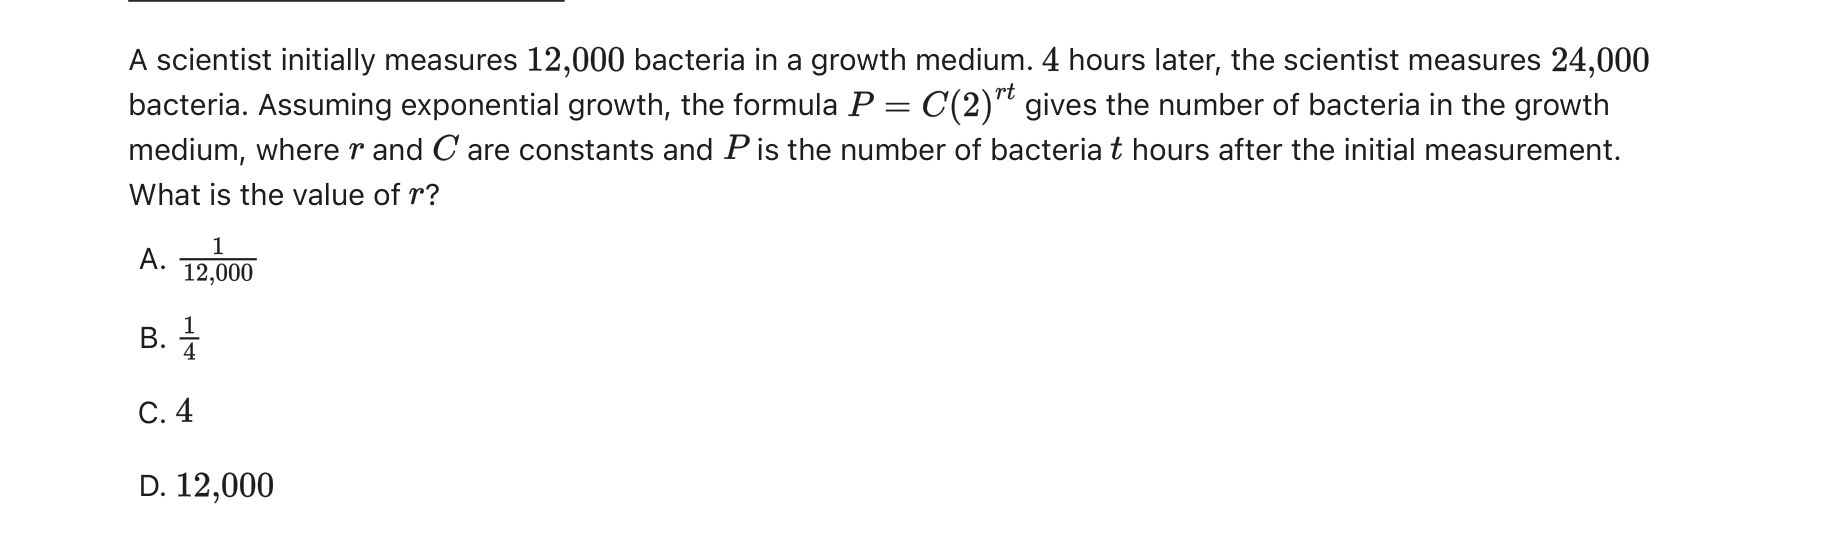 A scientist initially measures 12,000 bacteria in a growth medium. 4 hours later, the scientist measures 24,000
bacteria. Assuming exponential growth, the formula $P = C(2)^{rt}$ gives the number of bacteria in the growth
medium, where $r$ and $C$ are constants and $P$ is the number of bacteria $t$ hours after the initial measurement.
What is the value of $r$?
A. $\frac{1}{12,000}$
B. $\frac{1}{4}$
C. 4
D. 12,000